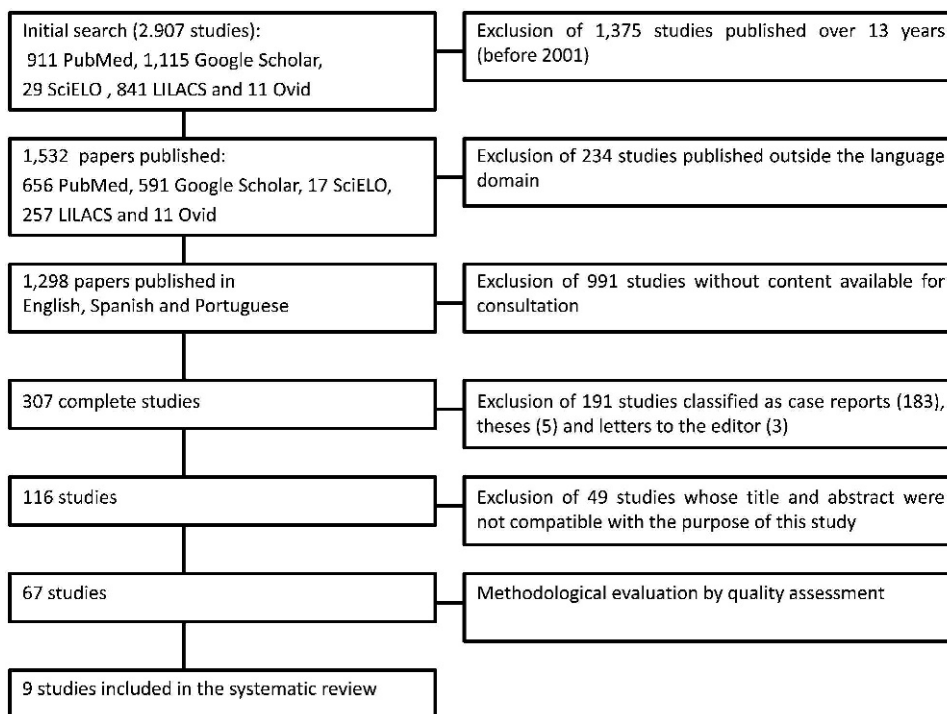 Initial search (2.907 studies):
911 PubMed, 1,115 Google Scholar,
29 SciELO , 841 LILACS and 11 Ovid
Exclusion of 1,375 studies published over 13 years
(before 2001)
1,532 papers published:
656 PubMed, 591 Google Scholar, 17 SciELO,
257 LILACS and 11 Ovid
Exclusion of 234 studies published outside the language
domain
1,298 papers published in
English, Spanish and Portuguese
Exclusion of 991 studies without content available for
consultation
307 complete studies
Exclusion of 191 studies classified as case reports (183),
theses (5) and letters to the editor (3)
116 studies
Exclusion of 49 studies whose title and abstract were
not compatible with the purpose of this study
67 studies
Methodological evaluation by quality assessment
9 studies included in the systematic review